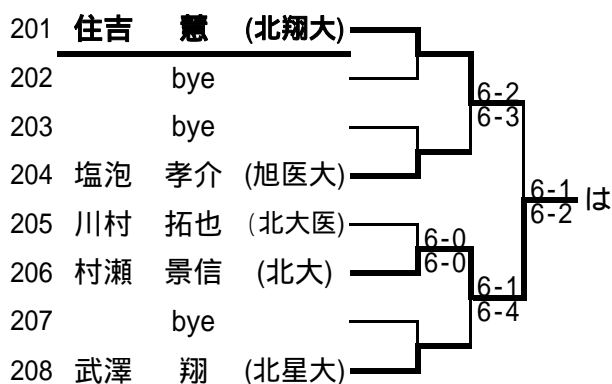 201 住吉 慧 (北翔大)
202 bye
203 bye
204 塩泡 孝介 (旭医大)
205 川村 拓也 (北大医)
206 村瀬 景信 (北大)
207 bye
208 武澤 翔 (北星大)
6-2
6-3
6-0
6-0
6-1
6-4
6-1
6-2
は